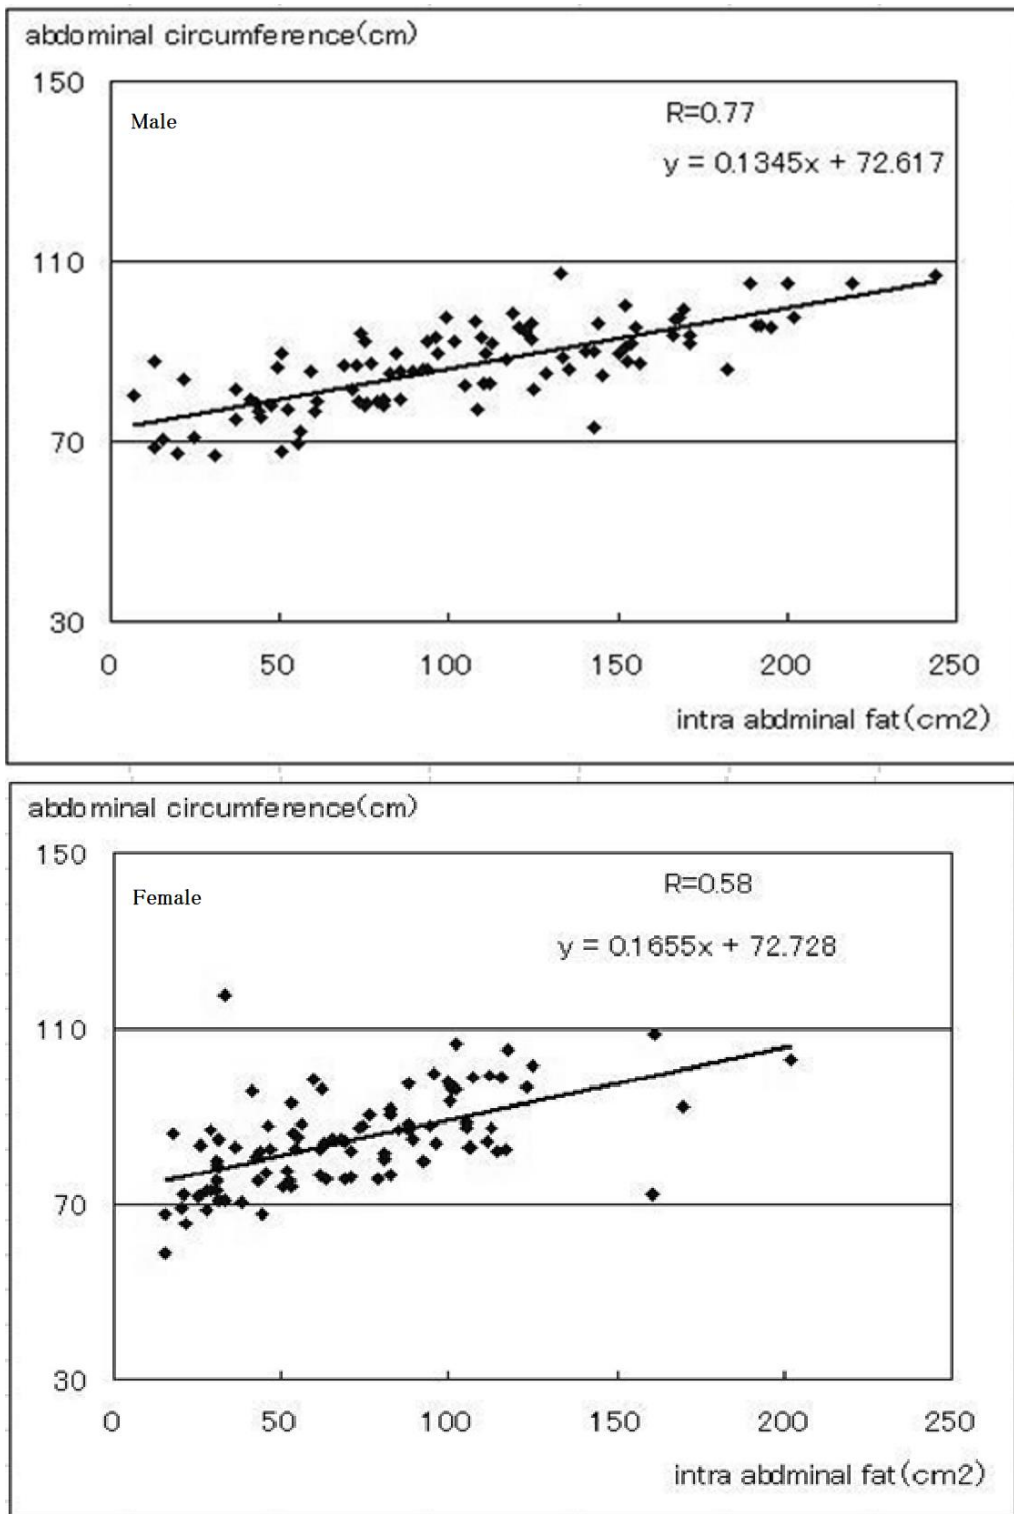 abdominal circumference(cm)
150
Male
R=0.77
y = 0.1345x + 72.617
110
70
30
0 50 100 150 200 250
intra abdminal fat(cm2)
abdominal circumference(cm)
150
Female
R=0.58
y = 0.1655x + 72.728
110
70
30
0 50 100 150 200 250
intra abdminal fat(cm2)